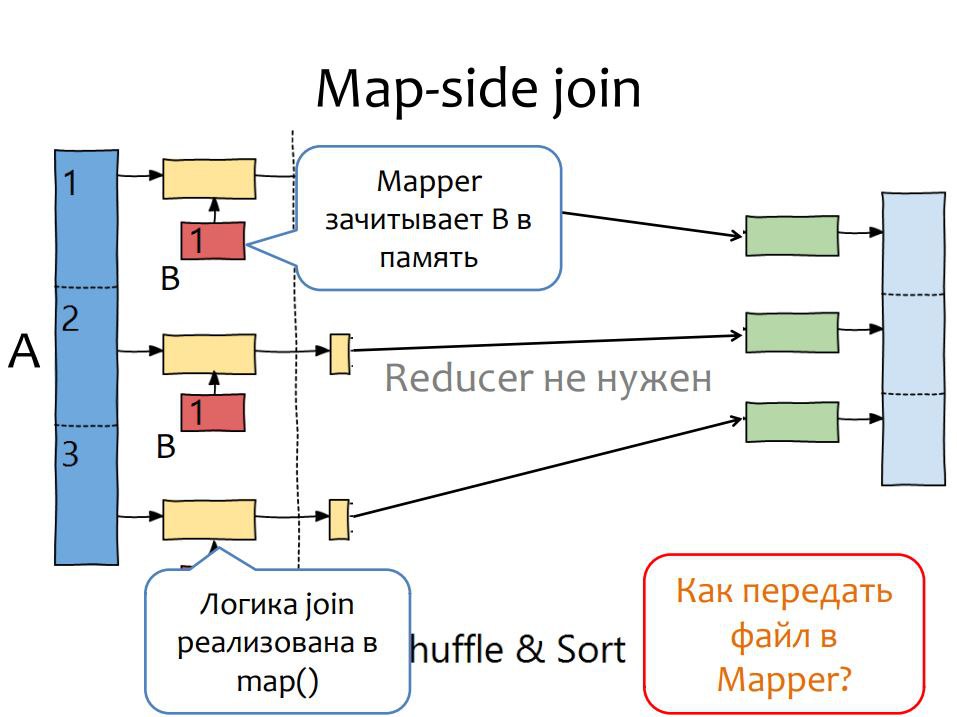 Map-side join
1
Mapper
зачитывает B в
память
1
B
2
A
Reducer не нужен
1
B
3
Логика join
реализована в
map()
huffle & Sort
Как передать
файл в
Mapper?